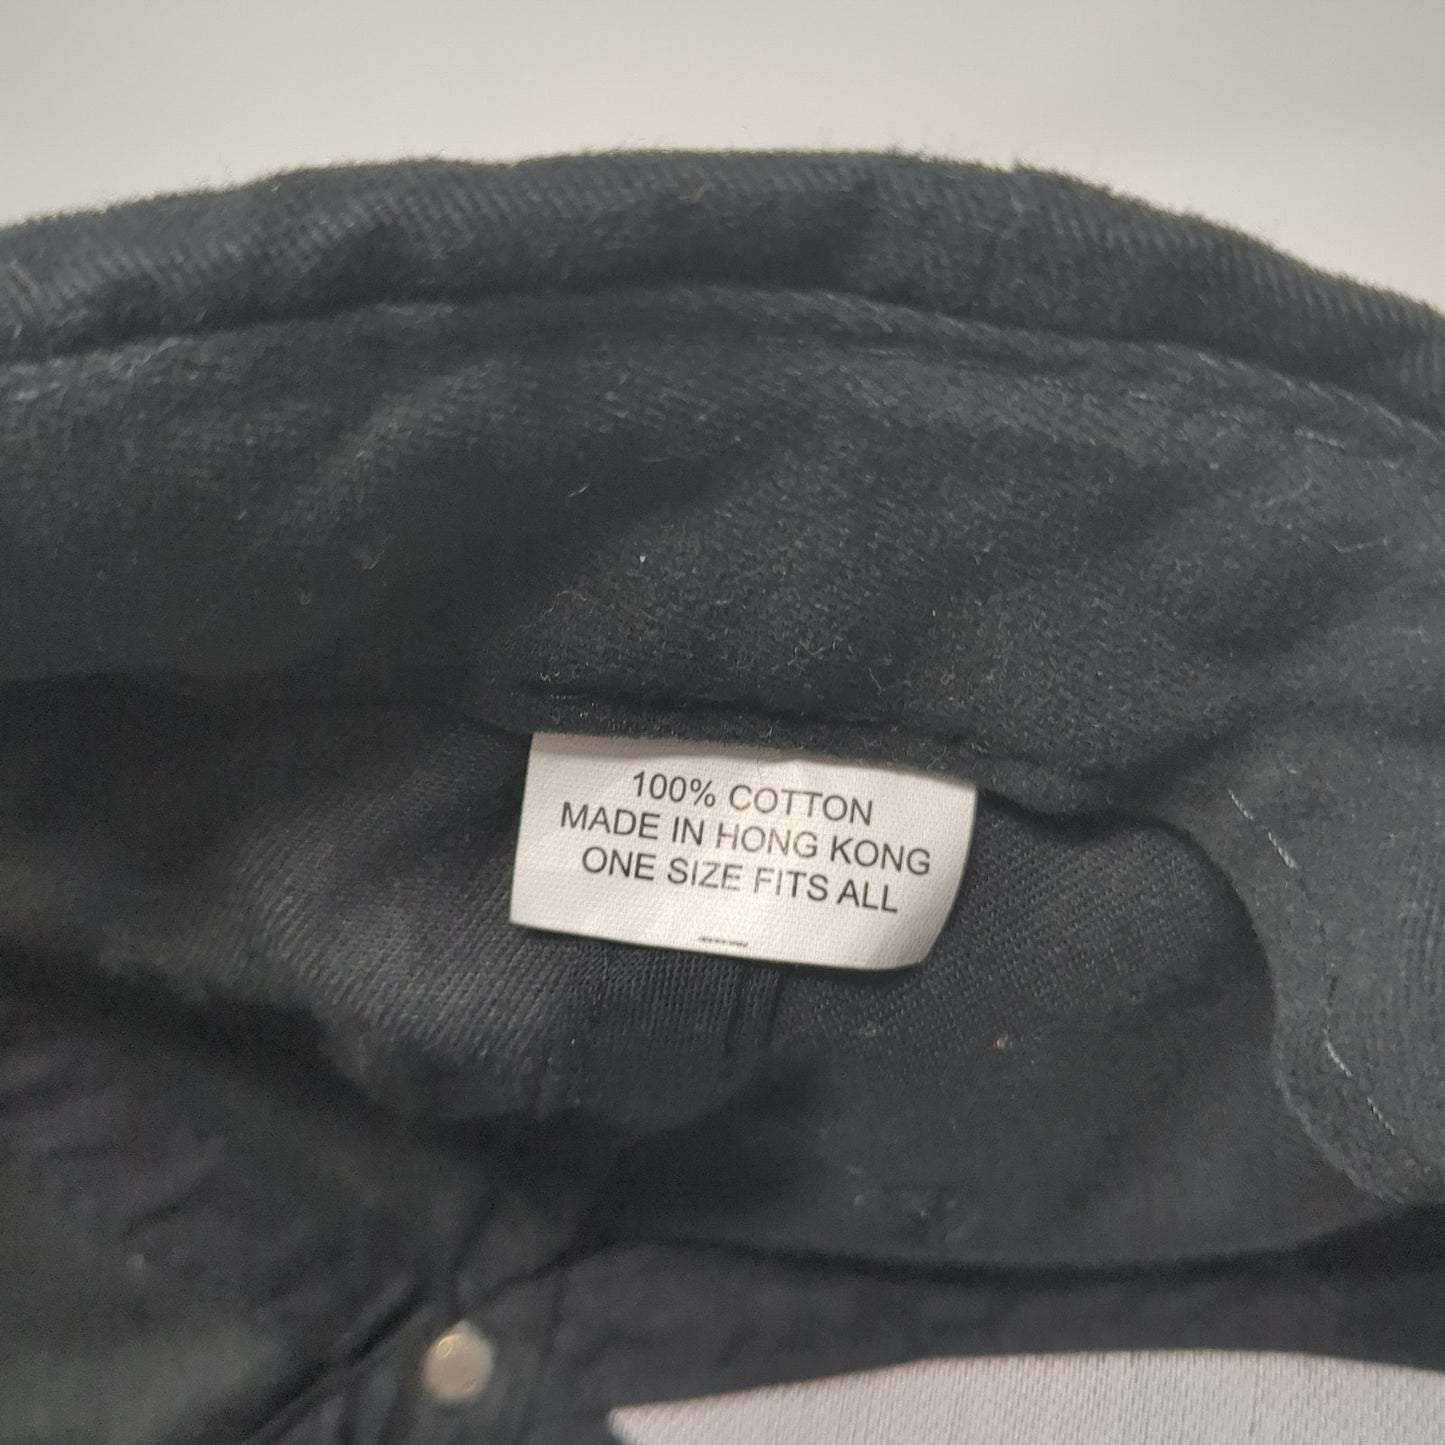 100% COTTON
MADE IN HONG KONG
ONE SIZE FITS ALL